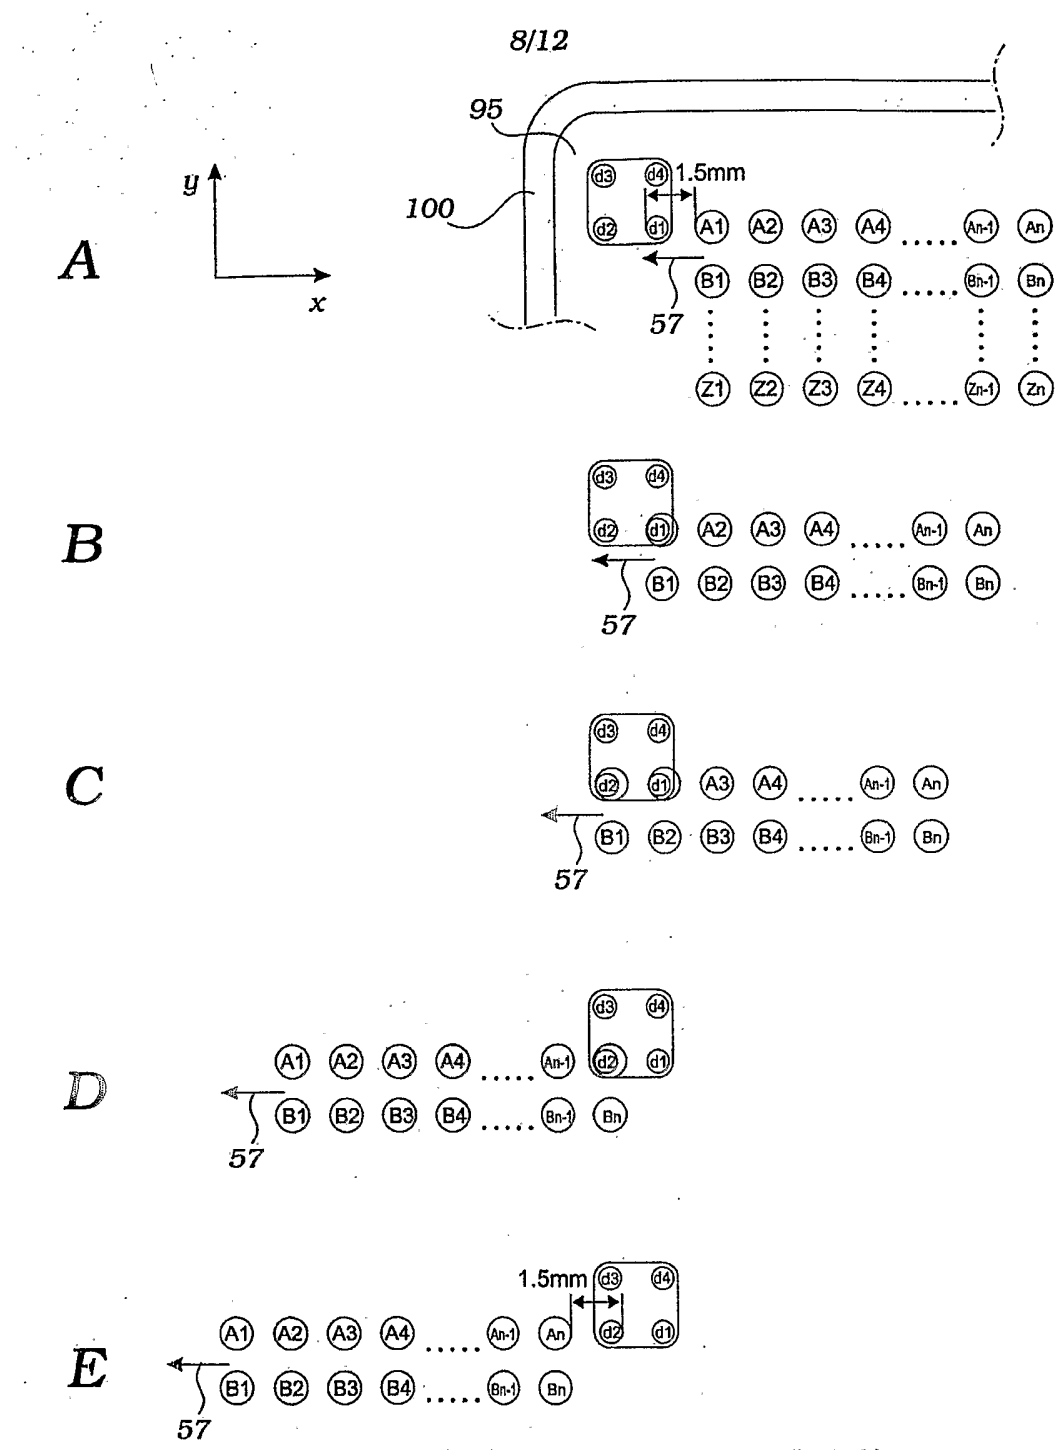 8/12
95
y
d3 d4 1.5mm
100
A
d2 d1 A1 A2 A3 A4 ..... An-1 An
x
57
B1 B2 B3 B4 ..... Bn-1 Bn
Z1 Z2 Z3 Z4 ..... Zn-1 Zn
d3 d4
B
d2 d1 A2 A3 A4 ..... An-1 An
B1 B2 B3 B4 ..... Bn-1 Bn
57
d3 d4
C
d2 d1 A3 A4 ..... An-1 An
B1 B2 B3 B4 ..... Bn-1 Bn
57
d3 d4
D
A1 A2 A3 A4 ..... An-1 d2 d1
B1 B2 B3 B4 ..... Bn-1 Bn
57
1.5mm d3 d4
E
A1 A2 A3 A4 ..... An-1 An d2 d1
B1 B2 B3 B4 ..... Bn-1 Bn
57